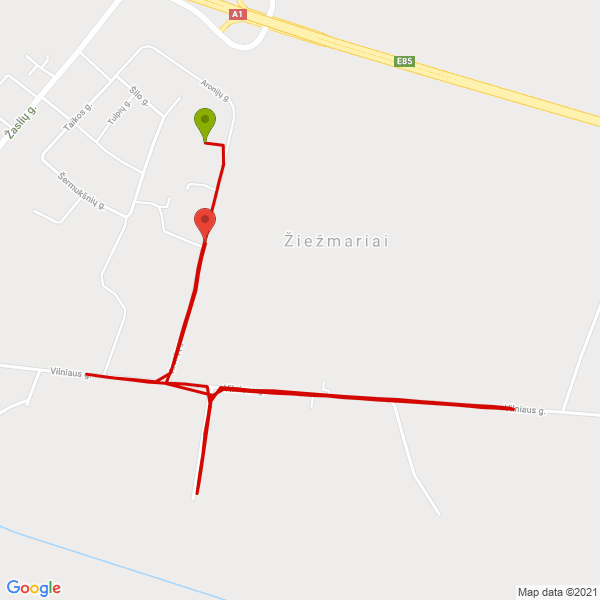 A1
E85
Aronijų g.
Šilo g.
Tulpių g.
Taikos g.
Žaslių g.
Šermukšnių g.
Žiežmariai
Vilniaus g.
Vilniaus g.
Vilniaus g.
Google
Map data ©2021